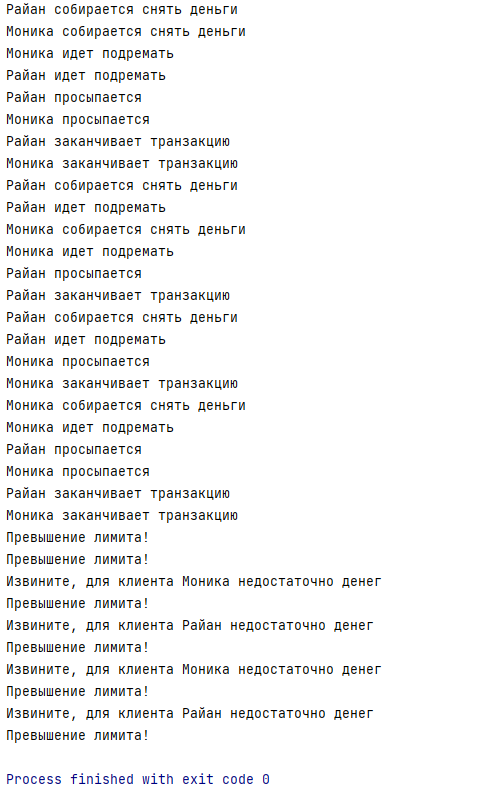 Райан собирается снять деньги
Моника собирается снять деньги
Моника идет подремать
Райан идет подремать
Райан просыпается
Моника просыпается
Райан заканчивает транзакцию
Моника заканчивает транзакцию
Райан собирается снять деньги
Райан идет подремать
Моника собирается снять деньги
Моника идет подремать
Райан просыпается
Райан заканчивает транзакцию
Райан собирается снять деньги
Райан идет подремать
Моника просыпается
Моника заканчивает транзакцию
Моника собирается снять деньги
Моника идет подремать
Райан просыпается
Моника просыпается
Райан заканчивает транзакцию
Моника заканчивает транзакцию
Превышение лимита!
Превышение лимита!
Извините, для клиента Моника недостаточно денег
Превышение лимита!
Извините, для клиента Райан недостаточно денег
Превышение лимита!
Извините, для клиента Моника недостаточно денег
Превышение лимита!
Извините, для клиента Райан недостаточно денег
Превышение лимита!
Process finished with exit code 0